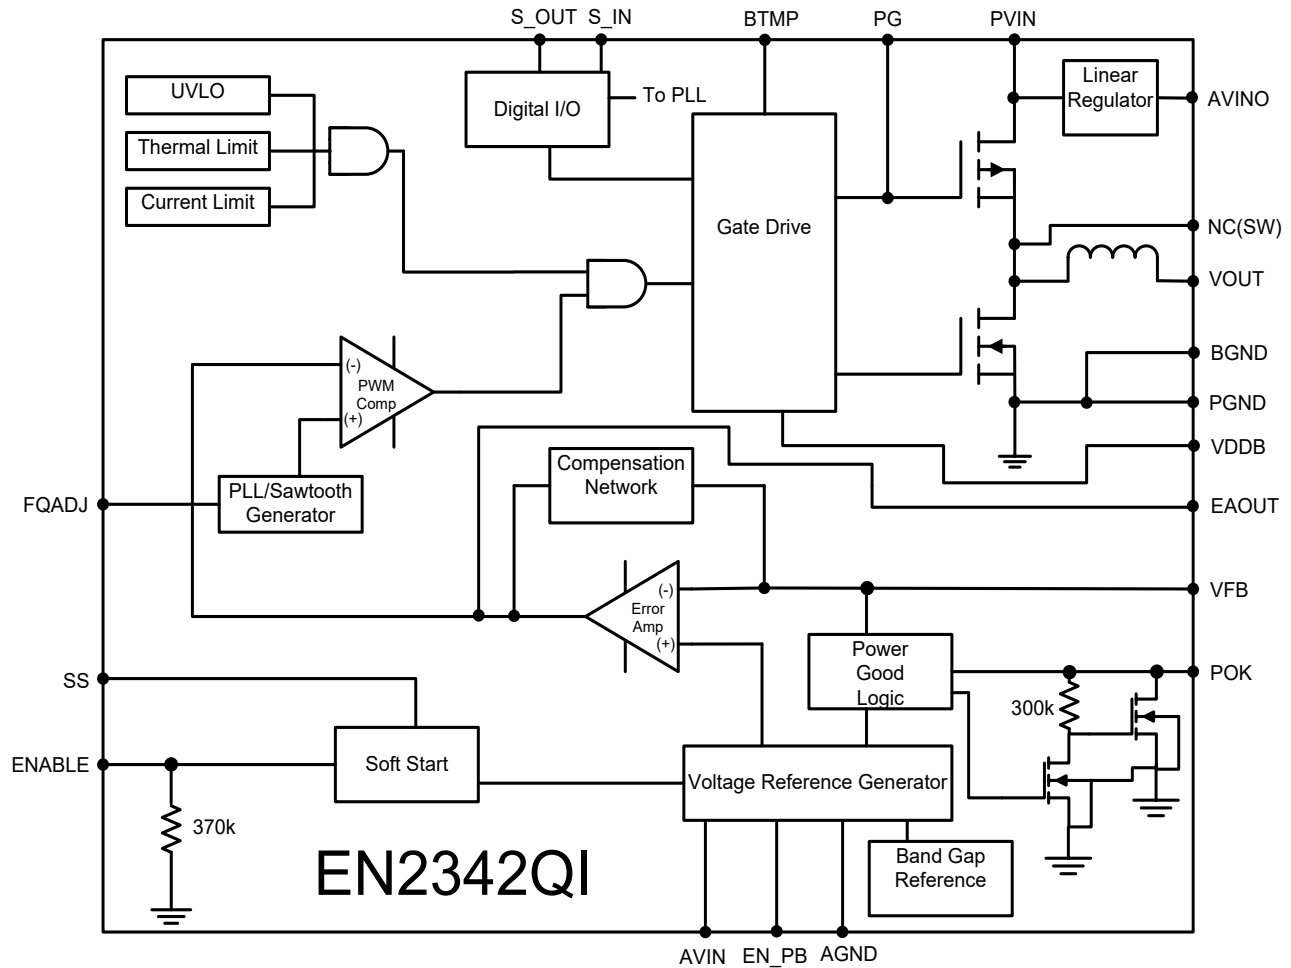 S_OUT S_IN BTMP PG PVIN
UVLO
Thermal Limit
Current Limit
Digital I/O
To PLL
Linear
Regulator
AVINO
Gate Drive
NC(SW)
VOUT
BGND
PGND
VDDB
EAOUT
(-)
PWM
Comp
(+)
FQADJ
PLL/Sawtooth
Generator
Compensation
Network
(-)
Error
Amp
(+)
VFB
Power
Good
Logic
POK
300k
SS
ENABLE
Soft Start
Voltage Reference Generator
370k
EN2342QI
Band Gap
Reference
AVIN EN_PB AGND